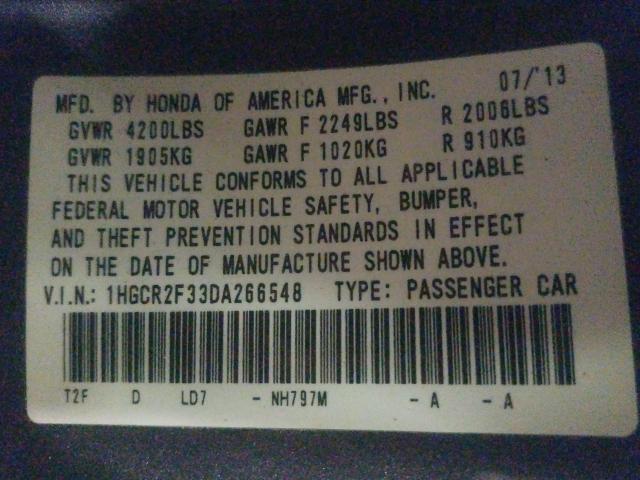 MFD. BY HONDA OF AMERICA MFG., INC. 07/'13
GVWR 4200LBS GAWR F 2249LBS R 2006LBS
GVWR 1905KG GAWR F 1020KG R 910KG
THIS VEHICLE CONFORMS TO ALL APPLICABLE
FEDERAL MOTOR VEHICLE SAFETY, BUMPER,
AND THEFT PREVENTION STANDARDS IN EFFECT
ON THE DATE OF MANUFACTURE SHOWN ABOVE.
V.I.N.: 1HGCR2F33DA266548 TYPE: PASSENGER CAR
T2F D LD7 - NH797M - A - A